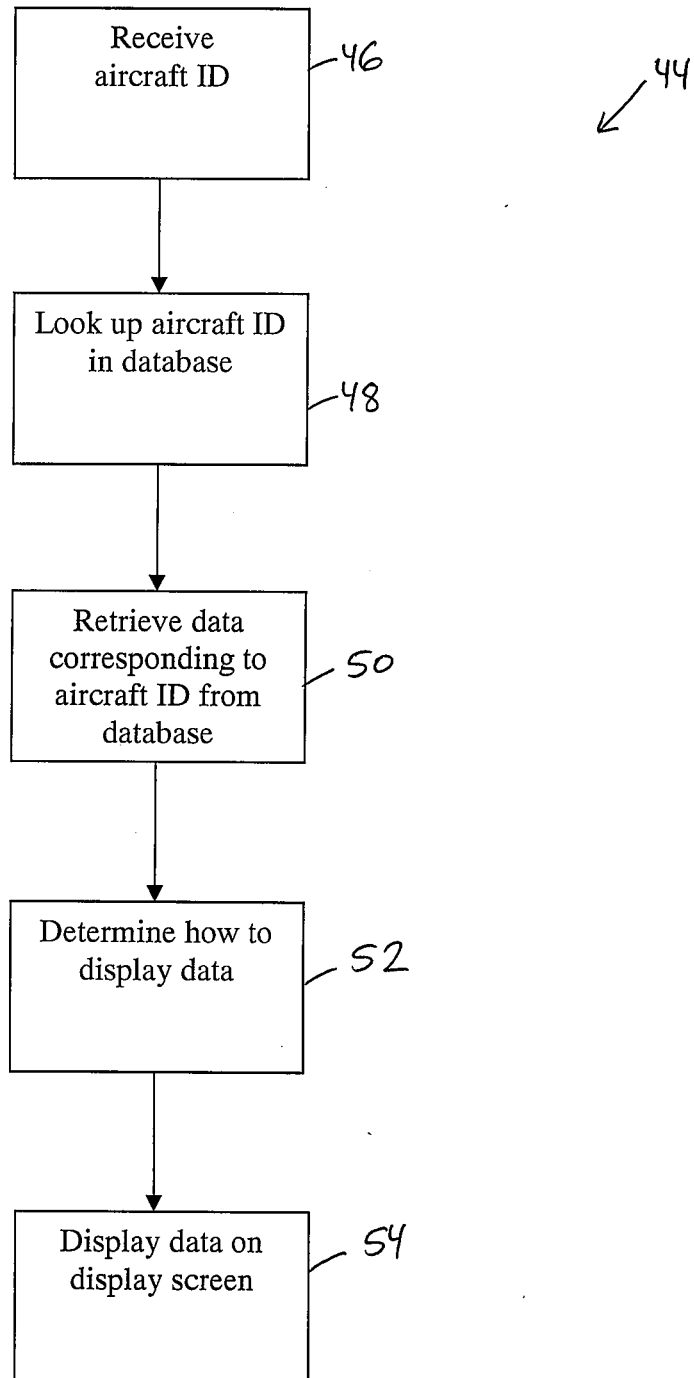 Receive
aircraft ID
46
44
Look up aircraft ID
in database
48
Retrieve data
corresponding to
aircraft ID from
database
50
Determine how to
display data
52
Display data on
display screen
54